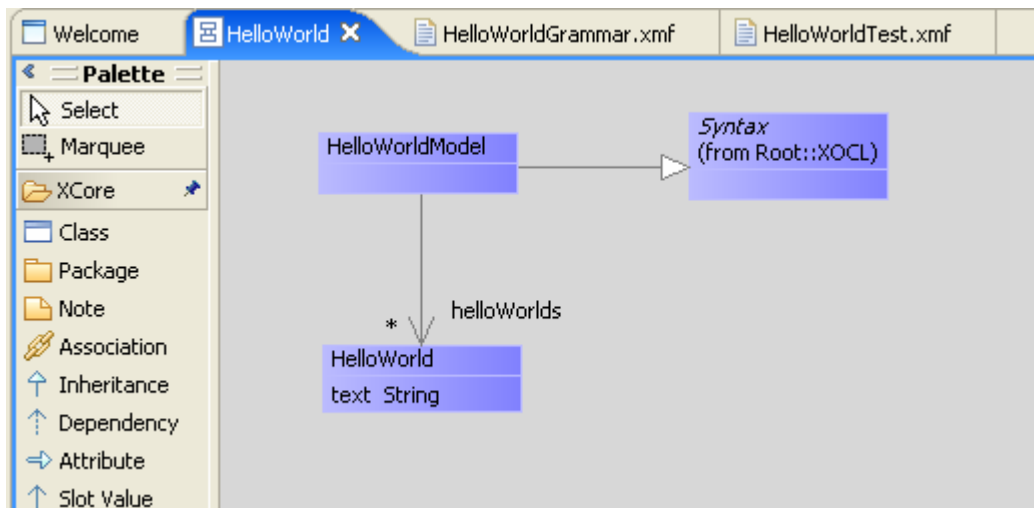 Welcome
HelloWorld
HelloWorldGrammar.xmf
HelloWorldTest.xmf
Palette
Select
Marquee
XCore
Class
Package
Note
Association
Inheritance
Dependency
Attribute
Slot Value
HelloWorldModel
Syntax
(from Root::XOCL)
* helloWorlds
HelloWorld
text String